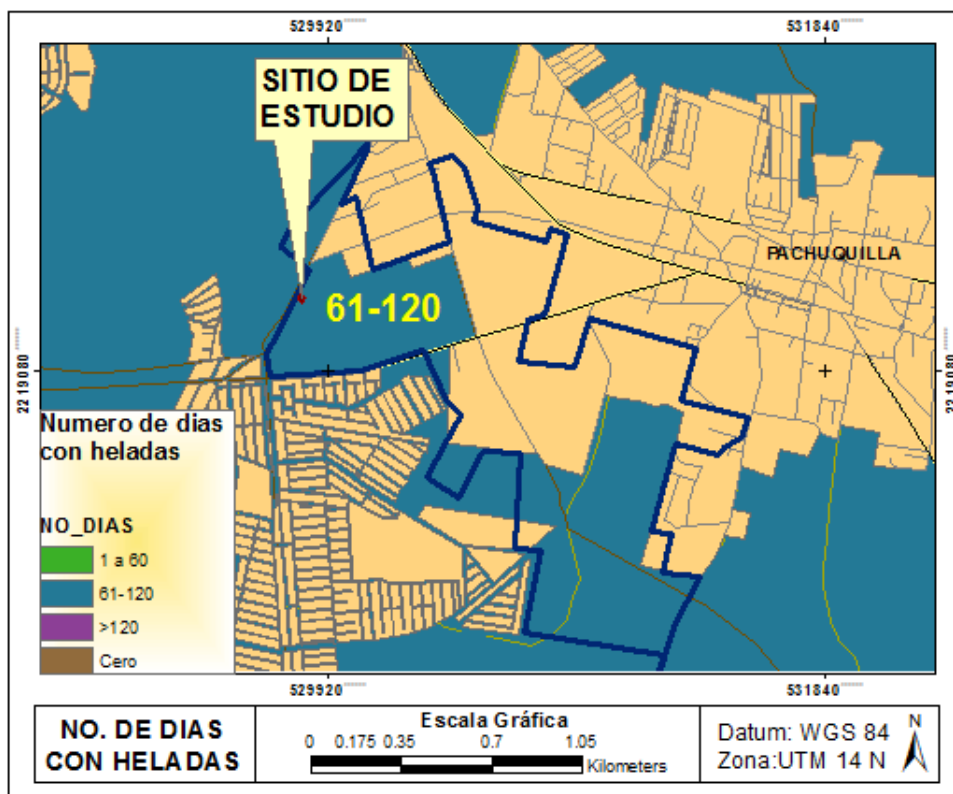 529920
531840
SITIO DE
ESTUDIO
PACHUQUILLA
61-120
2219080
2219080
Numero de dias
con heladas
NO_DIAS
1 a 60
61-120
>120
Cero
529920
531840
NO. DE DIAS
CON HELADAS
Escala Gráfica
0 0.175 0.35 0.7 1.05
Kilometers
Datum: WGS 84
Zona:UTM 14 N
N